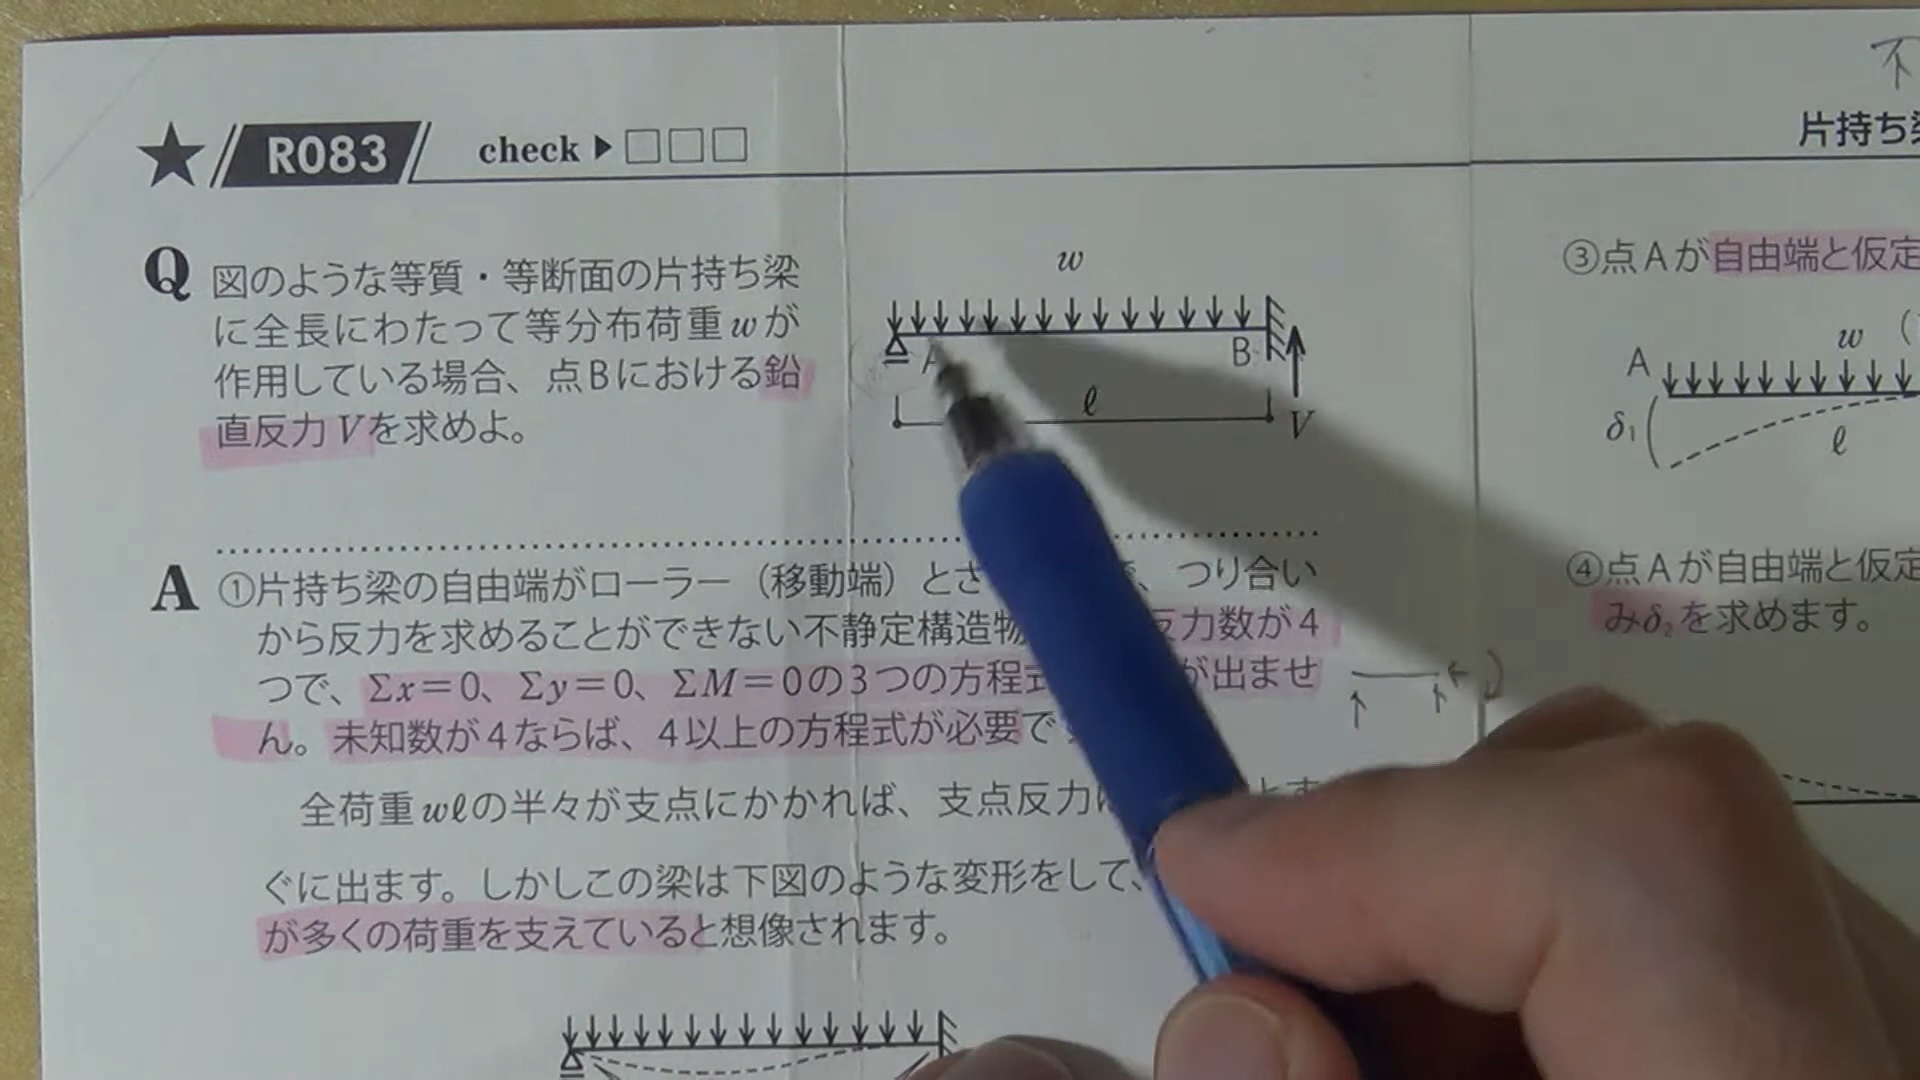 不
片持ち
R083 check ▶ □□□
Q 図のような等質・等断面の片持ち梁
に全長にわたって等分布荷重wが
作用している場合、点Bにおける鉛
直反力Vを求めよ。
w
A
B
ℓ
V
A ①片持ち梁の自由端がローラー（移動端）とさ、つり合い
から反力を求めることができない不静定構造物 反力数が4
つで、Σx＝0、Σy＝0、ΣM＝0の3つの方程式 が出ませ
ん。未知数が4ならば、4以上の方程式が必要で
全荷重wℓの半々が支点にかかれば、支点反力 とす
ぐに出ます。しかしこの梁は下図のような変形をして、
が多くの荷重を支えていると想像されます。
③点Aが自由端と仮定
w
A
δ₁
ℓ
④点Aが自由端と仮定
みδ₂を求めます。